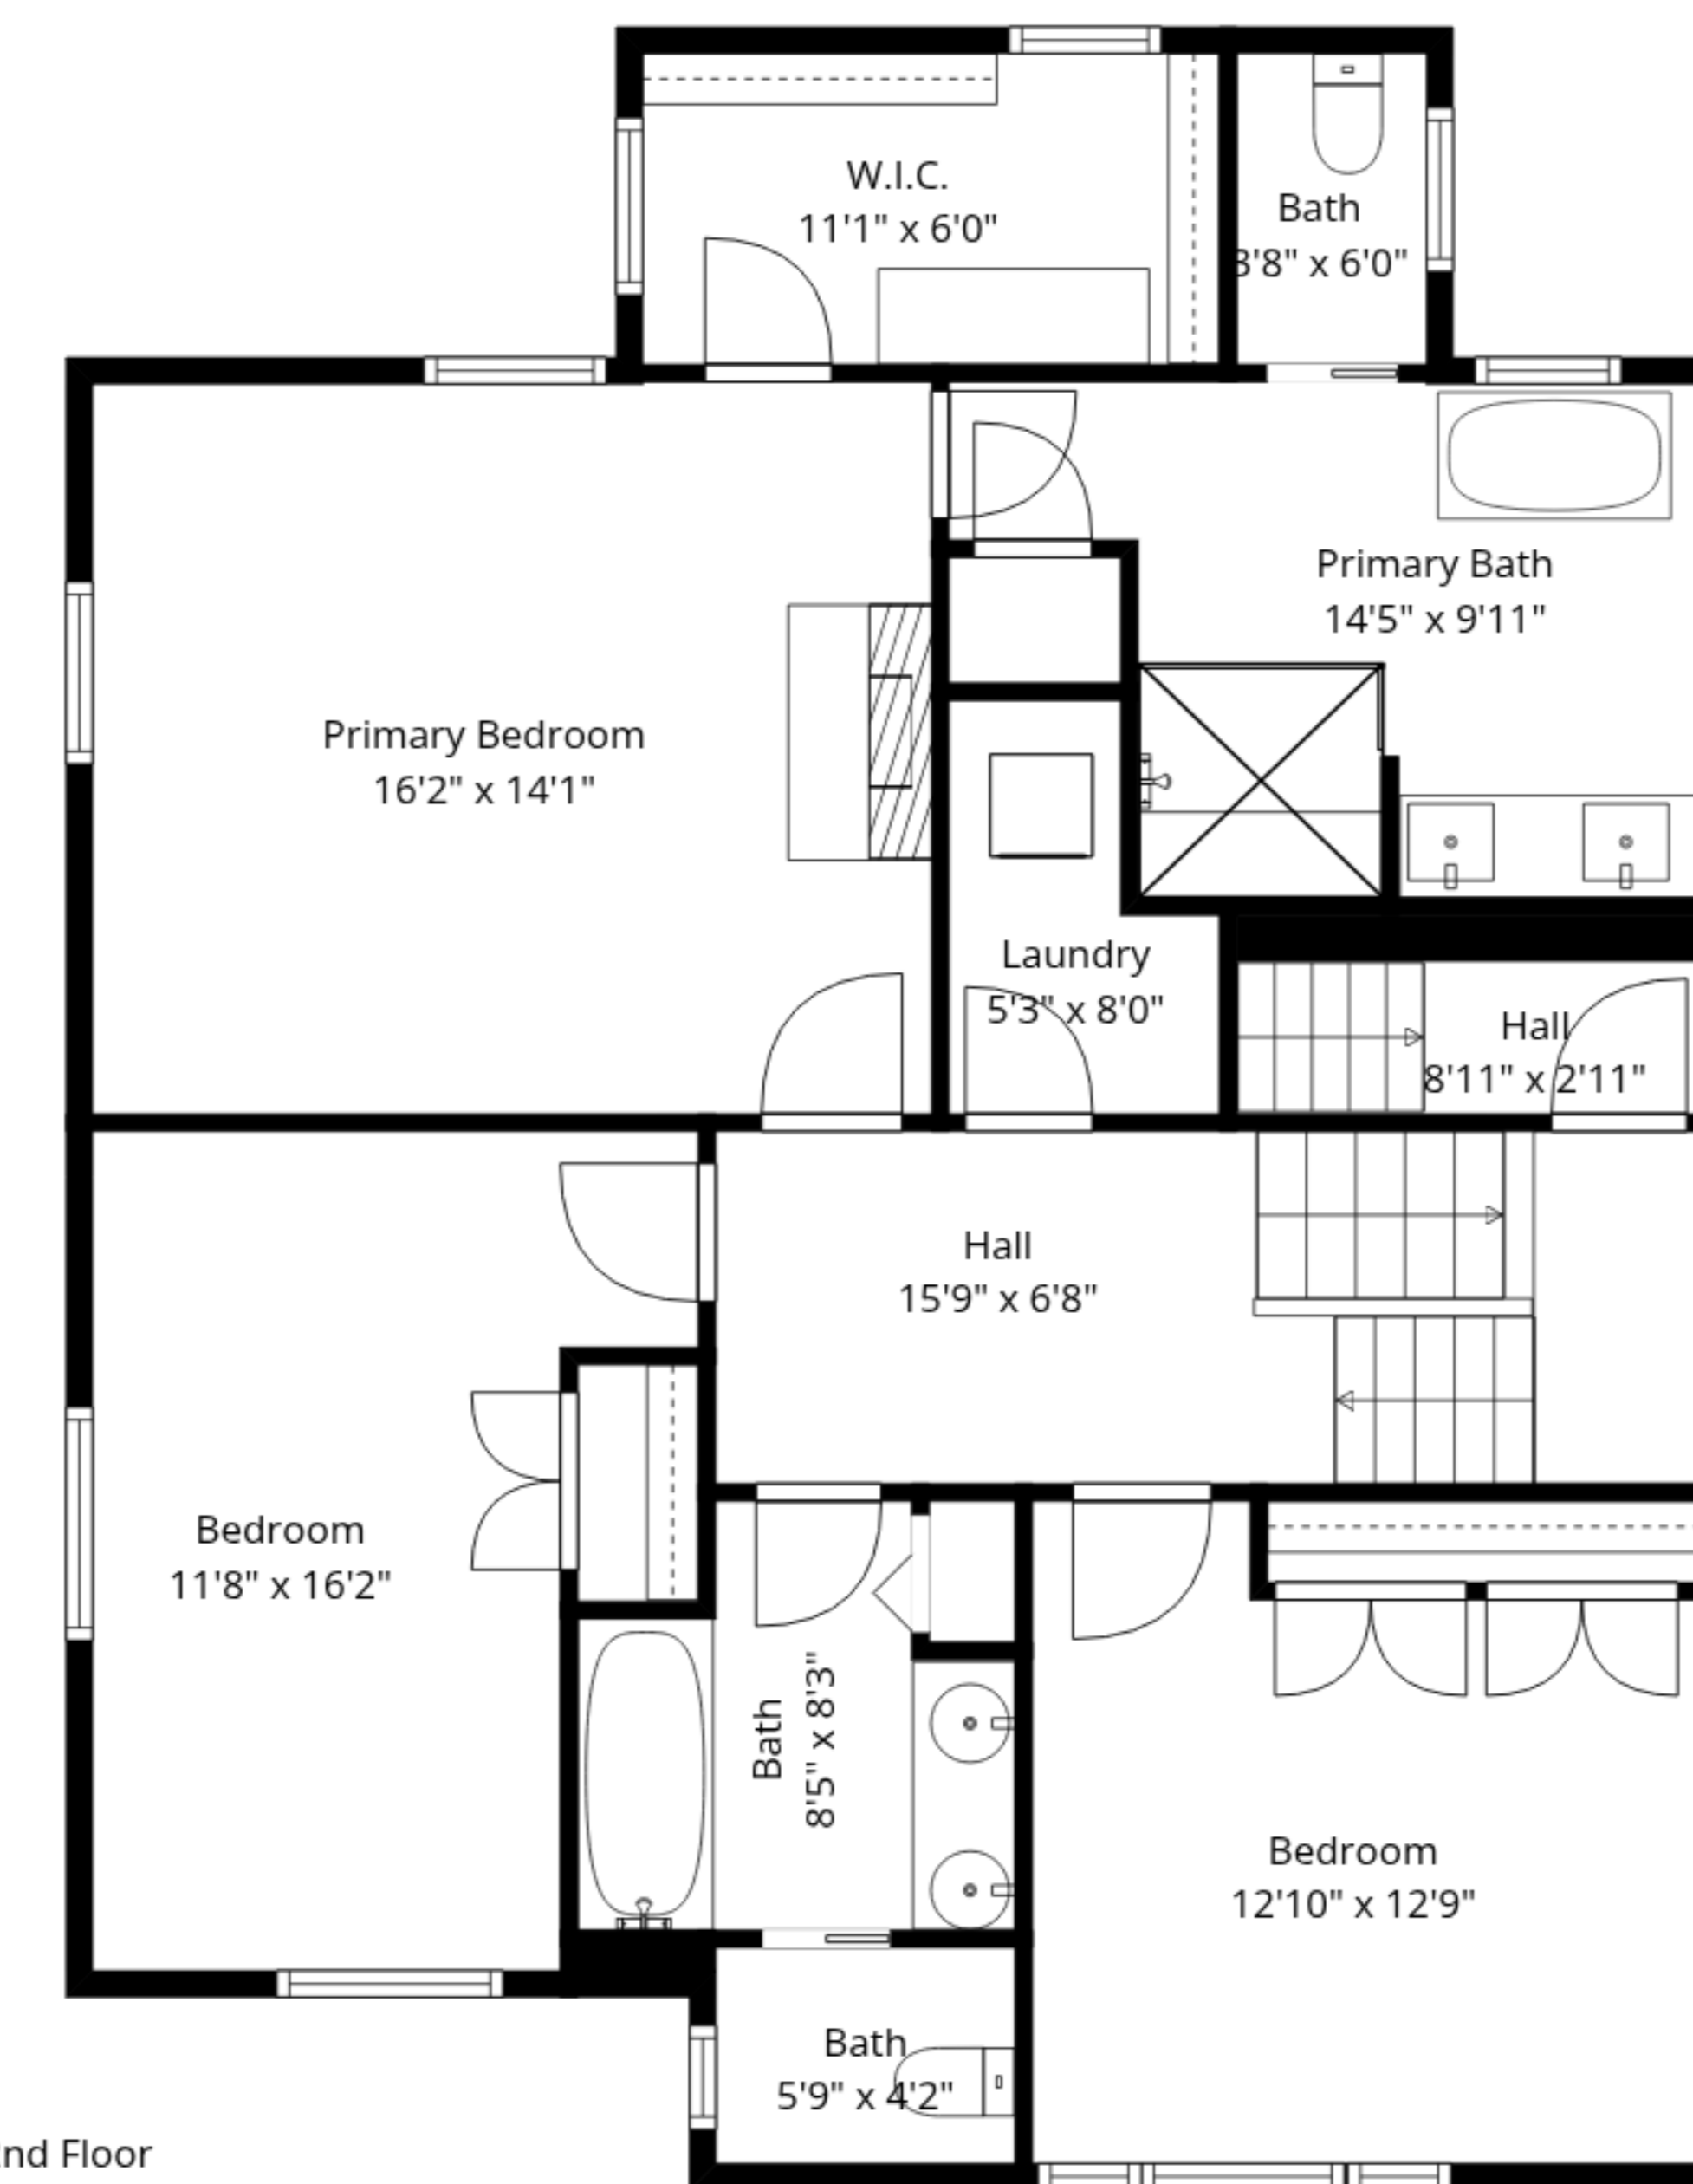 W.I.C.
11'1" x 6'0"
Bath
3'8" x 6'0"
Primary Bath
14'5" x 9'11"
Primary Bedroom
16'2" x 14'1"
Laundry
5'3" x 8'0"
Hall
8'11" x 2'11"
Hall
15'9" x 6'8"
Bedroom
11'8" x 16'2"
Bath
8'5" x 8'3"
Bedroom
12'10" x 12'9"
Bath
5'9" x 4'2"
nd Floor